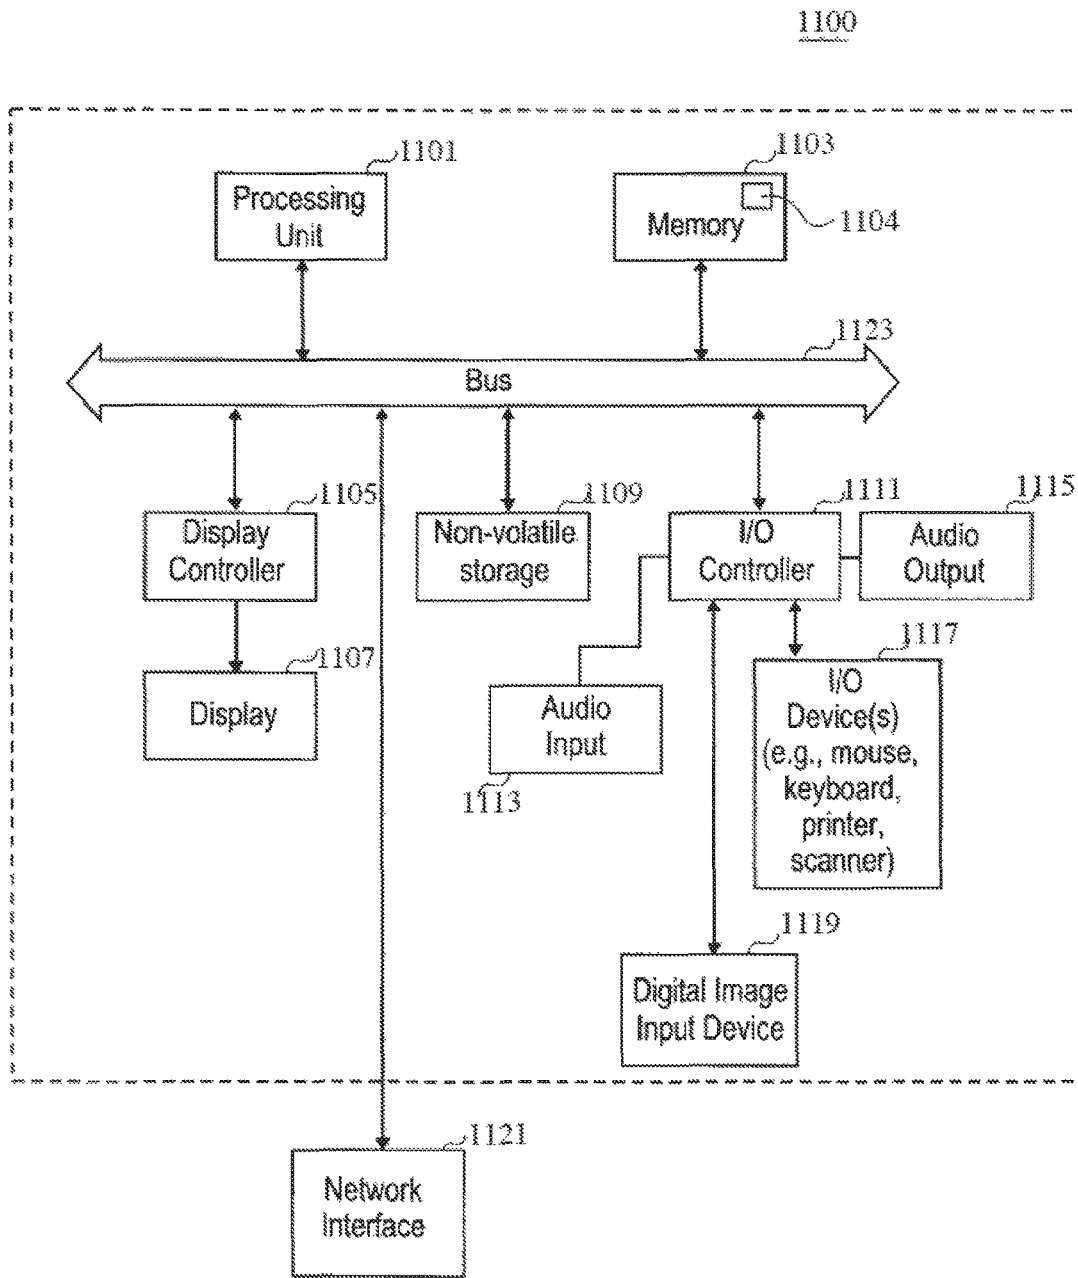 1100
1101
Processing
Unit
1103
Memory
1104
1123
Bus
1105
Display
Controller
1109
Non-volatile
storage
1111
I/O
Controller
1115
Audio
Output
1107
Display
Audio
Input
1113
1117
I/O
Device(s)
(e.g., mouse,
keyboard,
printer,
scanner)
1119
Digital Image
Input Device
1121
Network
Interface